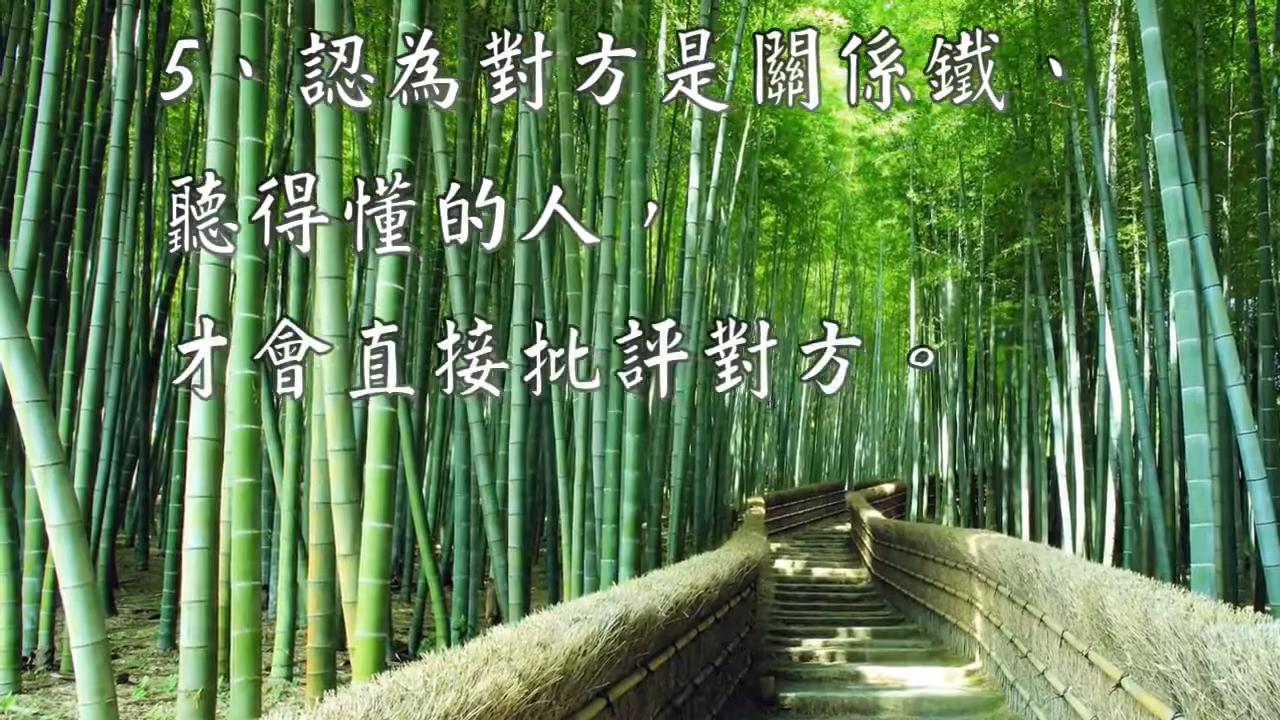 5、認為對方是關係鐵、
聽得懂的人，
才會直接批評對方。